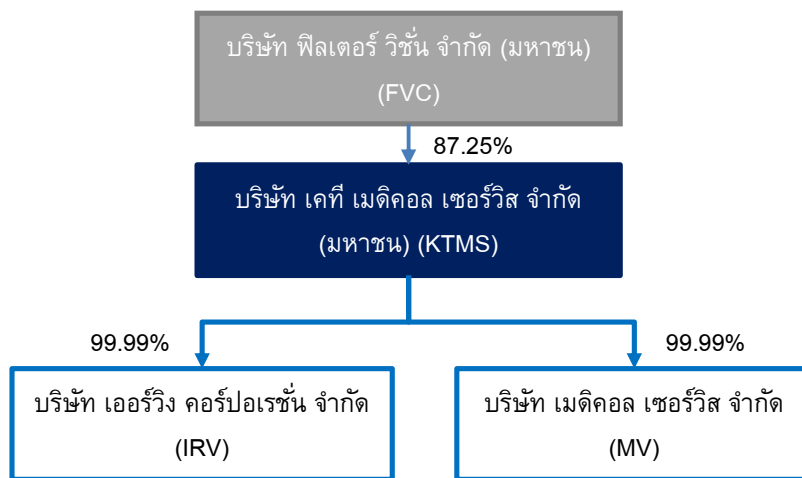 บริษัท ฟิลเตอร์ วิชั่น จำกัด (มหาชน)
(FVC)
87.25%
บริษัท เคที เมดิคอล เซอร์วิส จำกัด
(มหาชน) (KTMS)
99.99%
99.99%
บริษัท เออร์วิง คอร์ปอเรชั่น จำกัด
(IRV)
บริษัท เมดิคอล เซอร์วิส จำกัด
(MV)